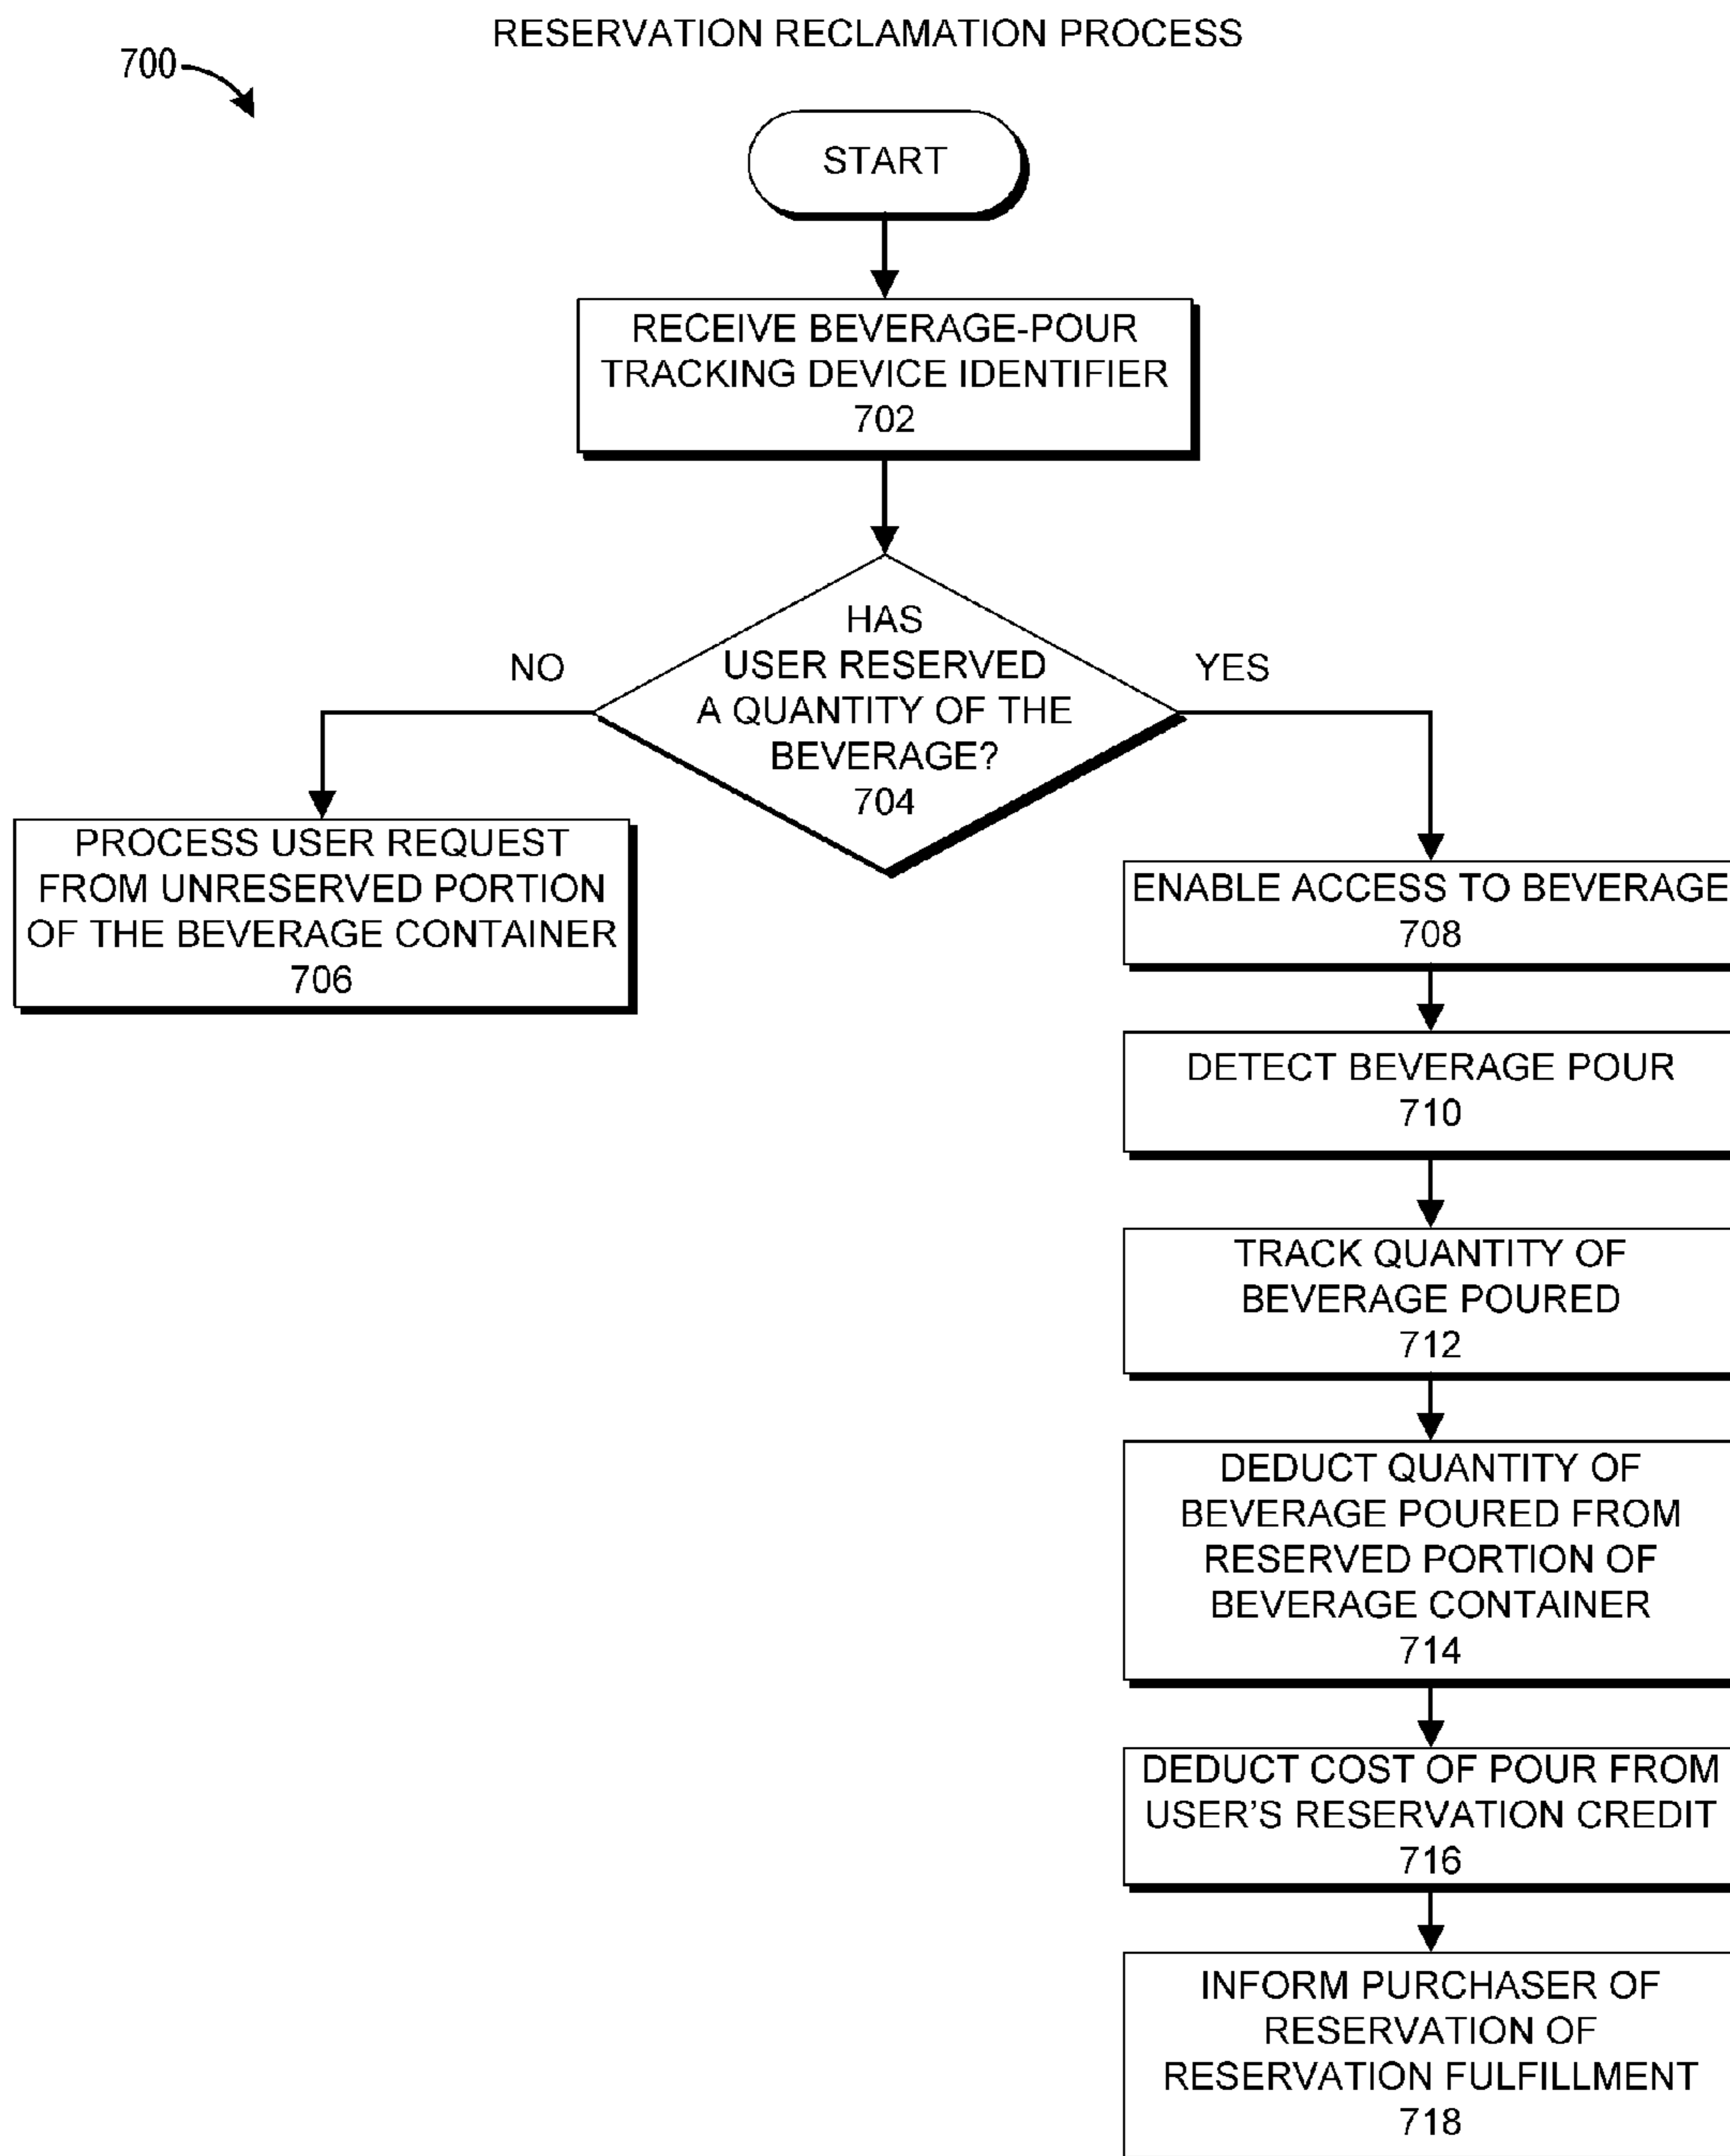 RESERVATION RECLAMATION PROCESS
700
START
RECEIVE BEVERAGE-POUR
TRACKING DEVICE IDENTIFIER
702
HAS
USER RESERVED
A QUANTITY OF THE
BEVERAGE?
704
NO
YES
PROCESS USER REQUEST
FROM UNRESERVED PORTION
OF THE BEVERAGE CONTAINER
706
ENABLE ACCESS TO BEVERAGE
708
DETECT BEVERAGE POUR
710
TRACK QUANTITY OF
BEVERAGE POURED
712
DEDUCT QUANTITY OF
BEVERAGE POURED FROM
RESERVED PORTION OF
BEVERAGE CONTAINER
714
DEDUCT COST OF POUR FROM
USER'S RESERVATION CREDIT
716
INFORM PURCHASER OF
RESERVATION OF
RESERVATION FULFILLMENT
718